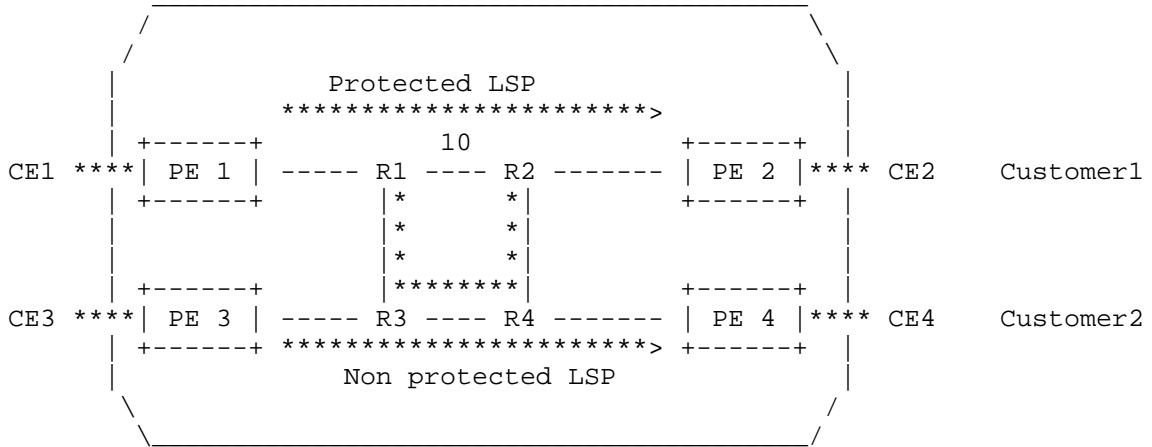 Protected LSP
************************>
10
CE1 ****| PE 1 | ----- R1 ---- R2 ------- | PE 2 |**** CE2 Customer1
CE3 ****| PE 3 | ----- R3 ---- R4 ------- | PE 4 |**** CE4 Customer2
************************>
Non protected LSP